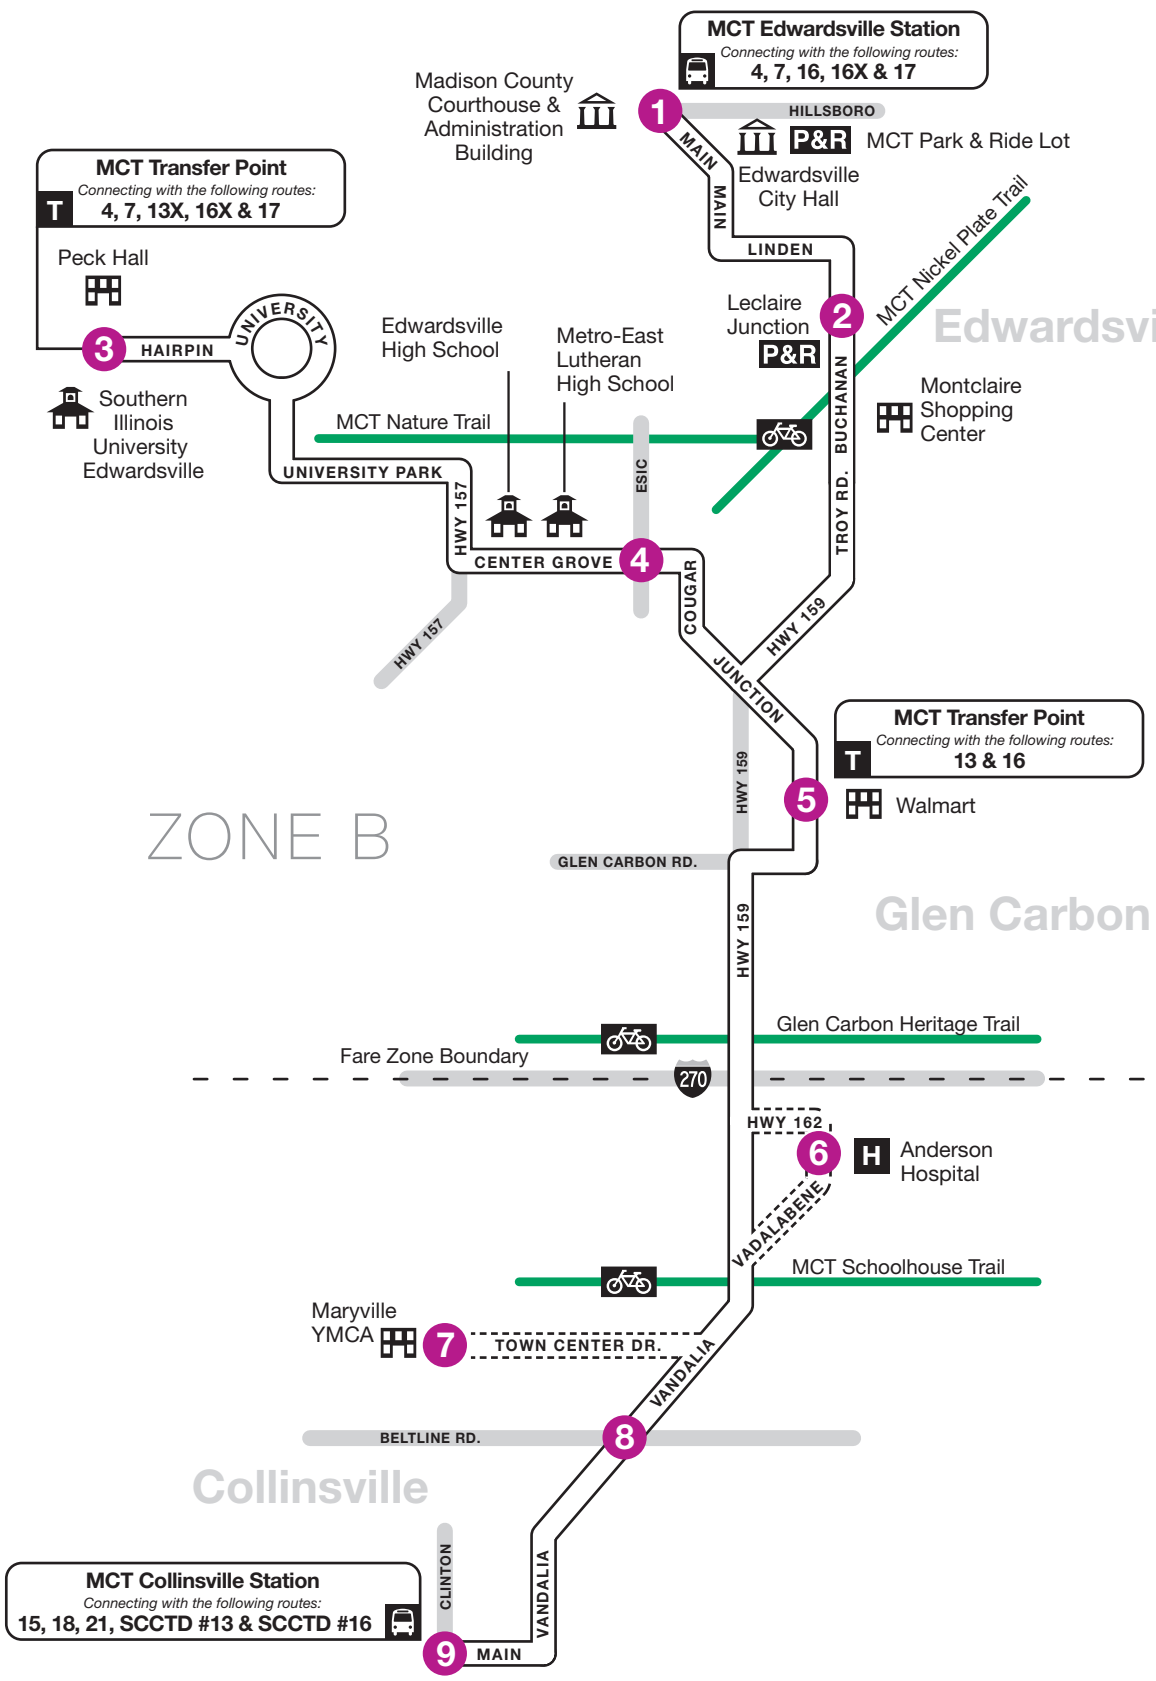 MCT Edwardsville Station
Connecting with the following routes:
4, 7, 16, 16X & 17
Madison County
Courthouse &
Administration
Building
1
HILLSBORO
P&R MCT Park & Ride Lot
Edwardsville
City Hall
MAIN
MAIN
LINDEN
MCT Transfer Point
Connecting with the following routes:
T
4, 7, 13X, 16X & 17
Peck Hall
3
HAIRPIN
UNIVERSITY
Southern
Illinois
University
Edwardsville
MCT Nickel Plate Trail
Edwardsvi
Leclaire
Junction
P&R
2
BUCHANAN
Montclaire
Shopping
Center
Edwardsville
High School
Metro-East
Lutheran
High School
MCT Nature Trail
UNIVERSITY PARK
HWY 157
ESIC
TROY RD.
CENTER GROVE
4
COUGAR
HWY 159
HWY 157
JUNCTION
MCT Transfer Point
Connecting with the following routes:
T
13 & 16
HWY 159
5
Walmart
ZONE B
GLEN CARBON RD.
Glen Carbon
HWY 159
Glen Carbon Heritage Trail
Fare Zone Boundary
270
HWY 162
6
H
Anderson
Hospital
VADALABENE
MCT Schoolhouse Trail
Maryville
YMCA
7
TOWN CENTER DR.
VANDALIA
BELTLINE RD.
8
Collinsville
CLINTON
VANDALIA
MCT Collinsville Station
Connecting with the following routes:
15, 18, 21, SCCTD #13 & SCCTD #16
9
MAIN